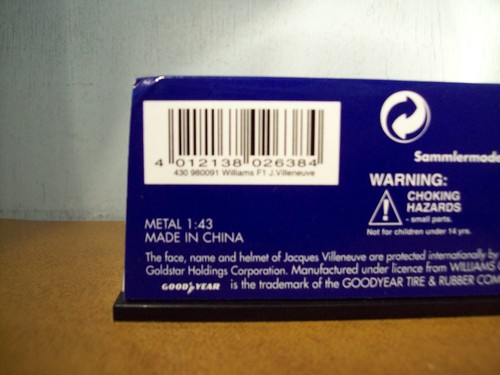 4 012138 026384
430 980091 Williams F1 J.Villeneuve
Sammlermode
WARNING:
CHOKING
HAZARDS
- small parts.
Not for children under 14 yrs.
METAL 1:43
MADE IN CHINA
The face, name and helmet of Jacques Villeneuve are protected internationally by
Goldstar Holdings Corporation. Manufactured under licence from WILLIAMS
GOODYEAR is the trademark of the GOODYEAR TIRE & RUBBER COM